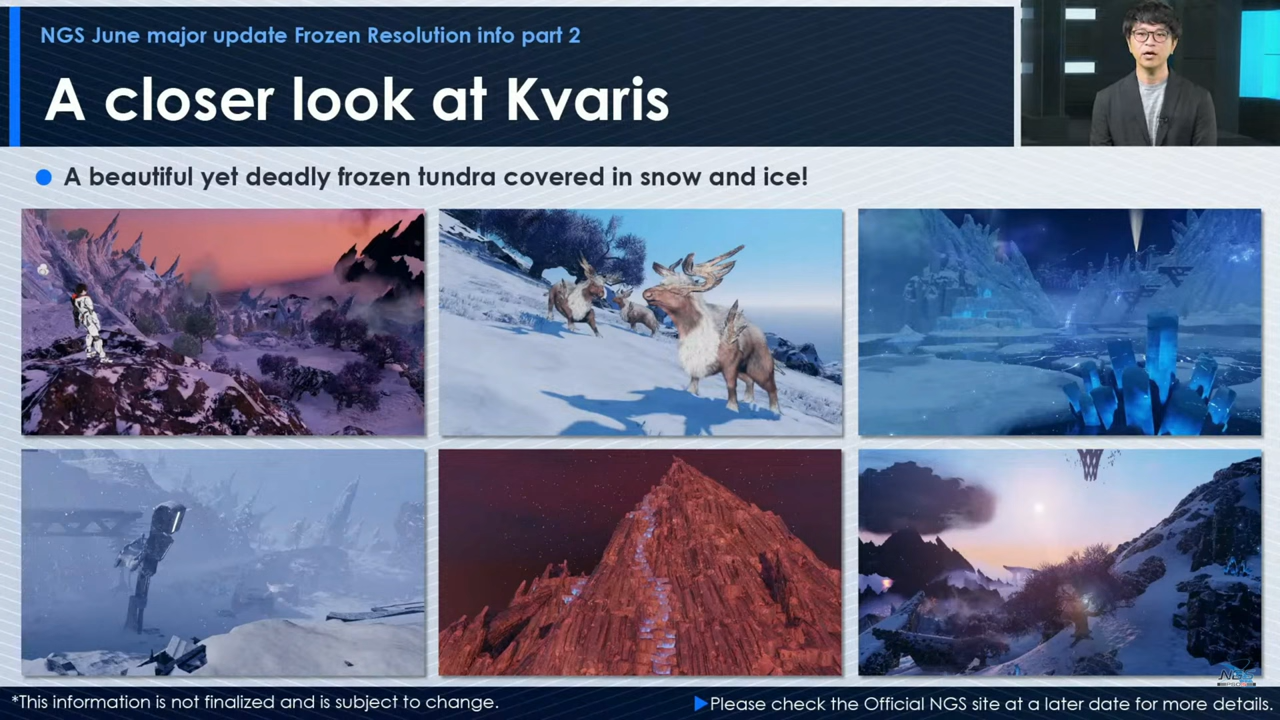 NGS June major update Frozen Resolution info part 2
A closer look at Kvaris
A beautiful yet deadly frozen tundra covered in snow and ice!
NGS
*This information is not finalized and is subject to change.
Please check the Official NGS site at a later date for more details.